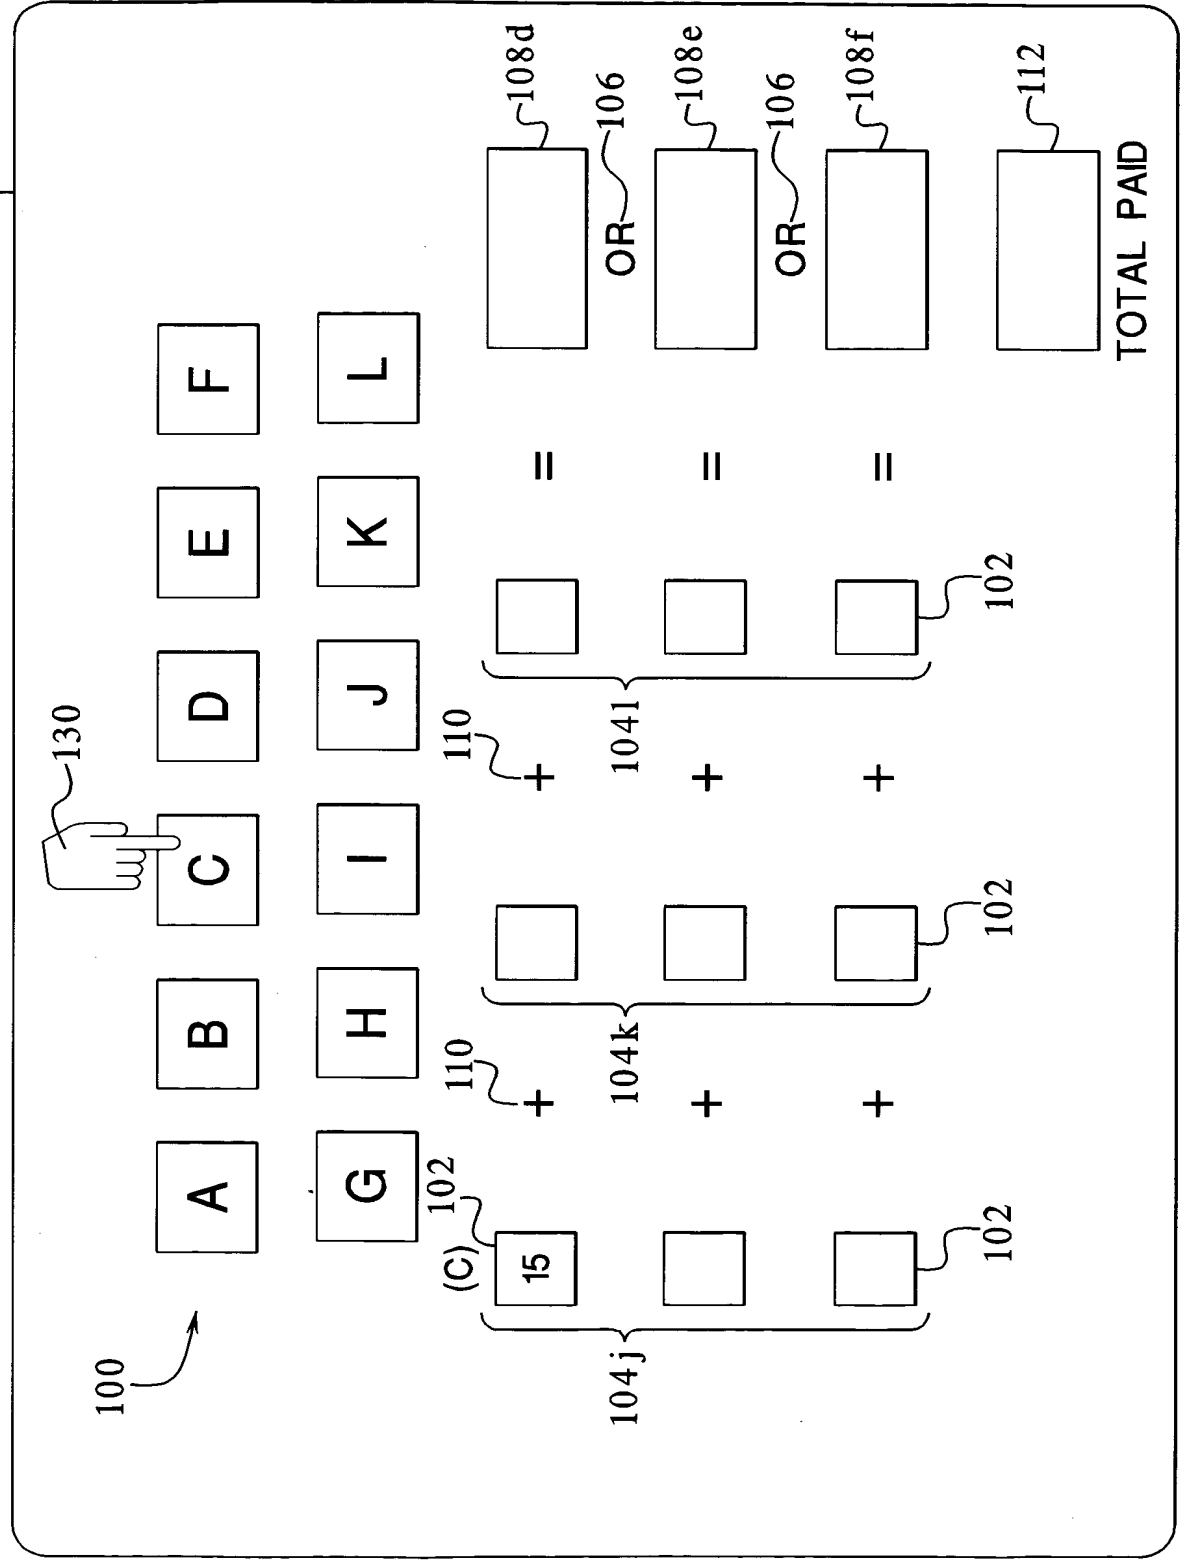 100
130
A B C D E F
G H I J K L
(C) 102 110 110
15 + + = 108d
OR 106
+ + = 108e
OR 106
+ + = 108f
102 102 102
104j 104k 104l
112
TOTAL PAID